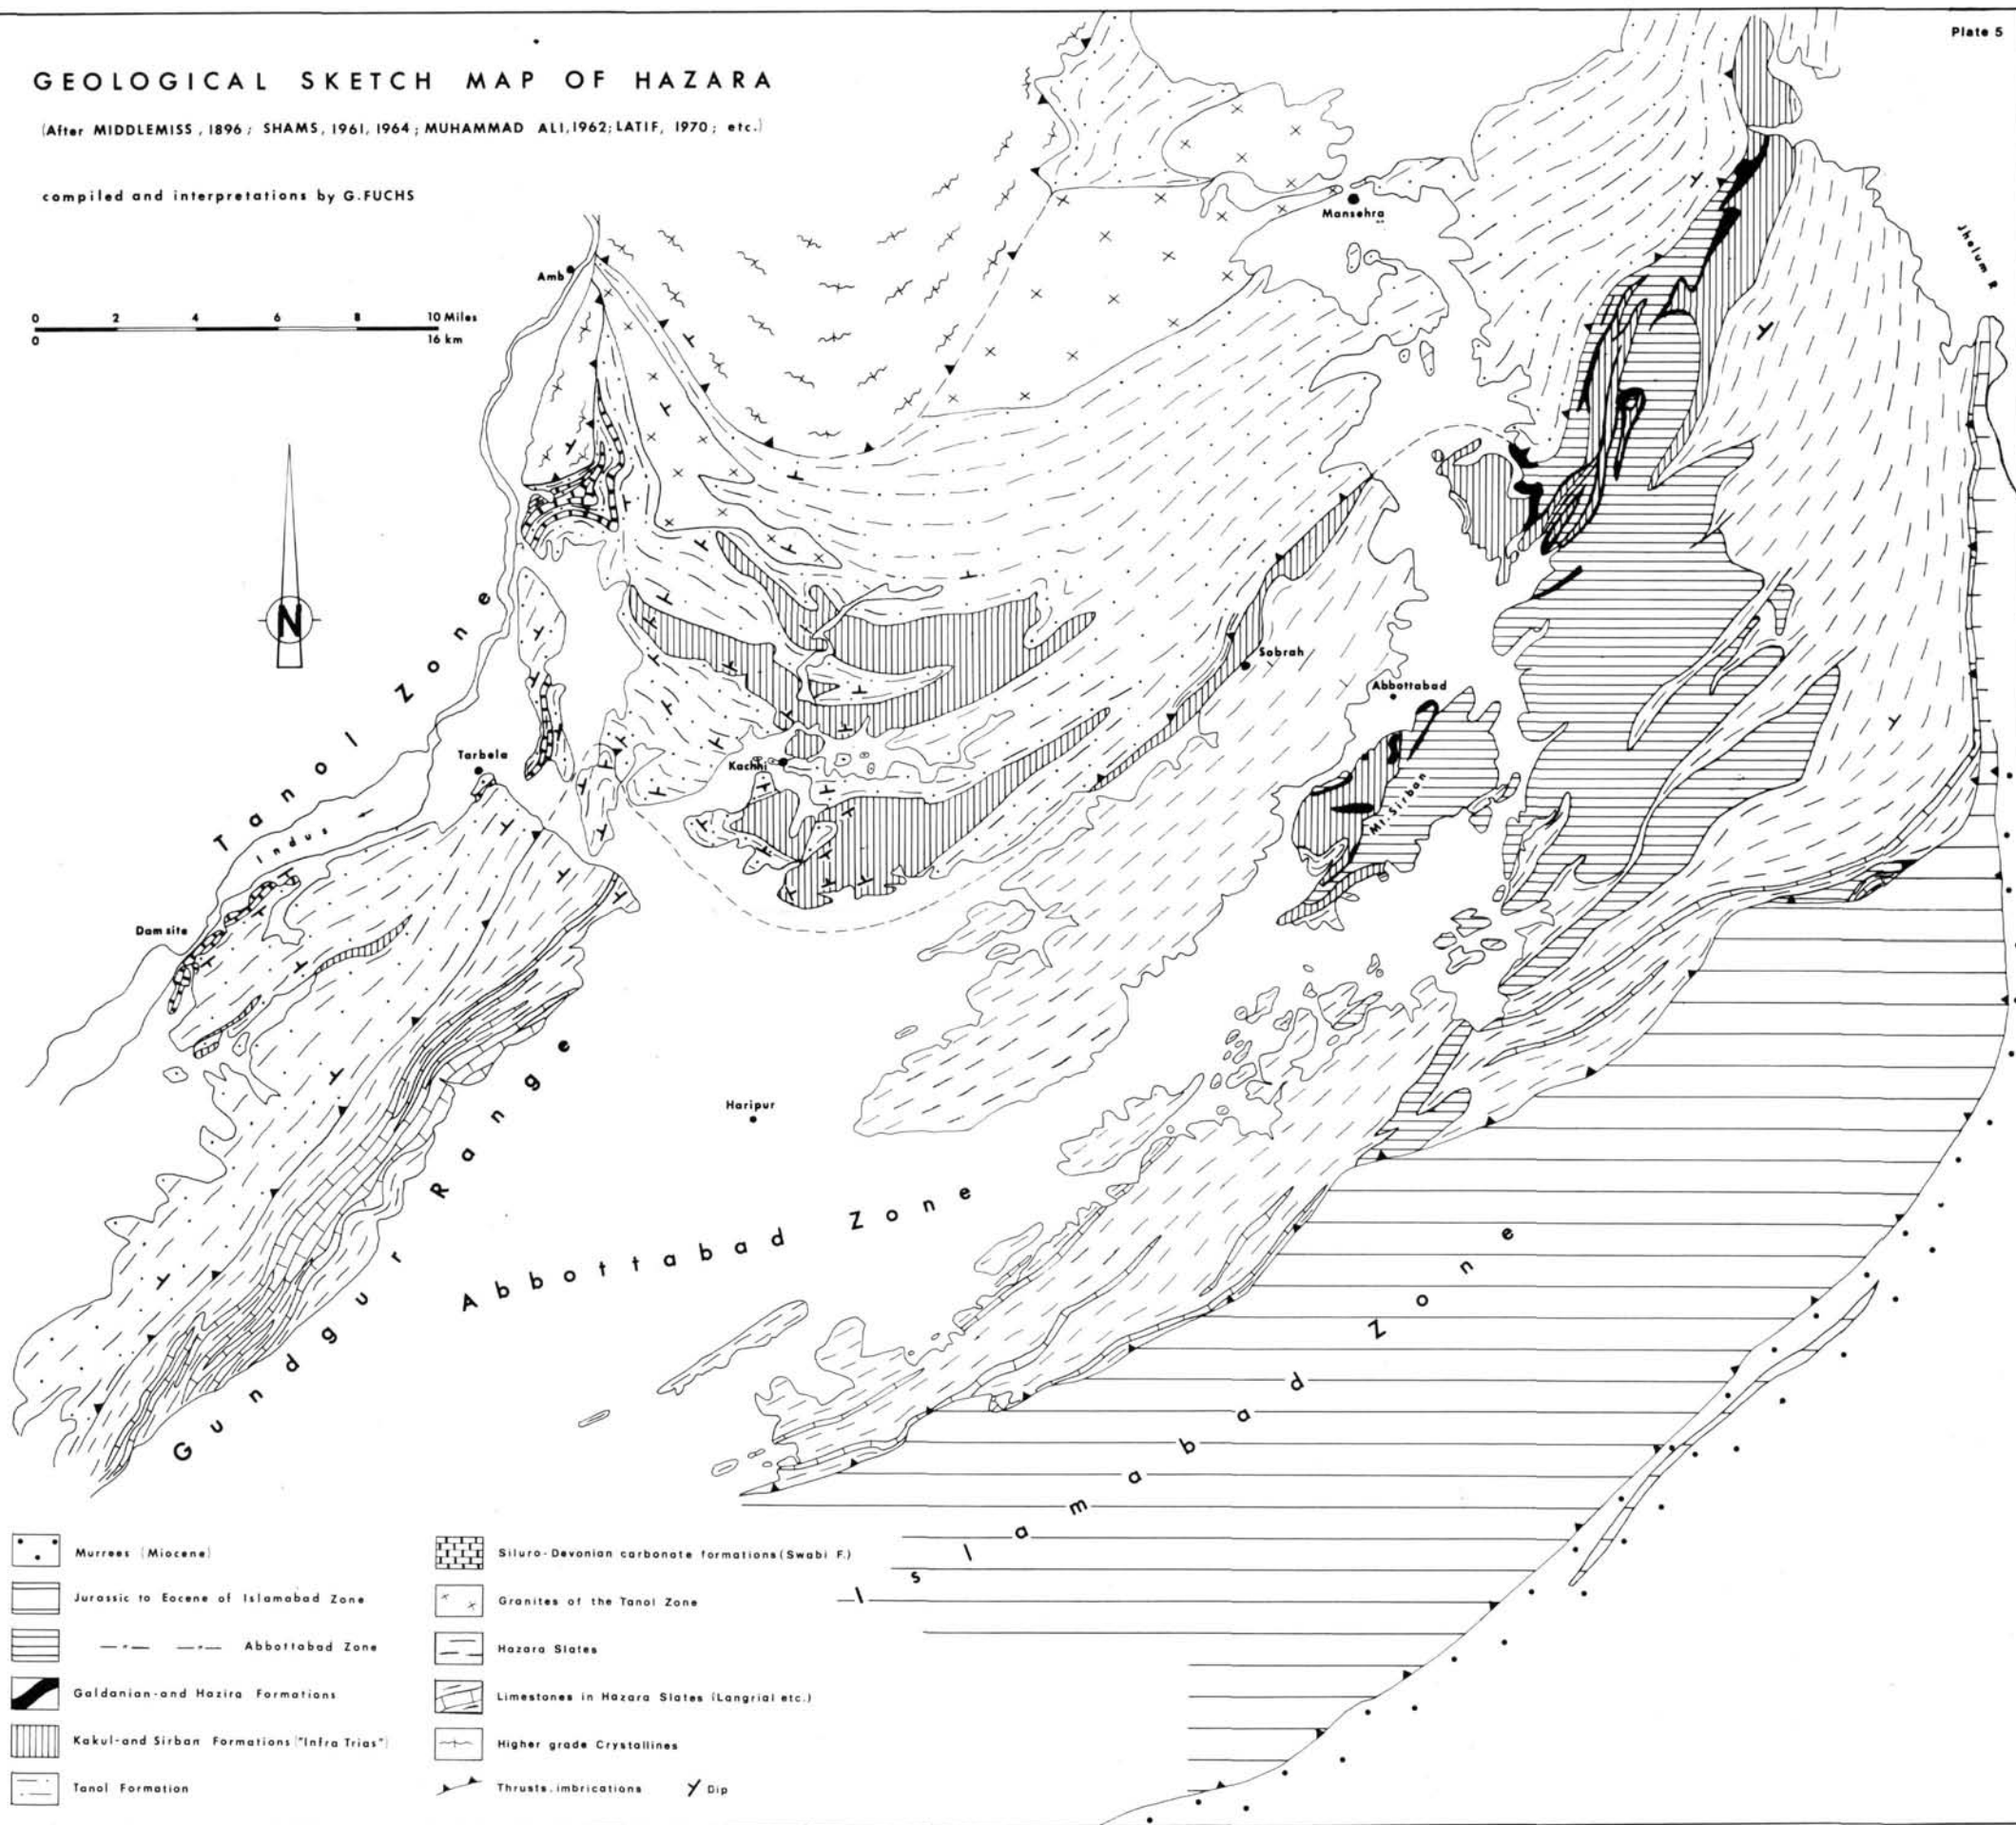 Plate 5
GEOLOGICAL SKETCH MAP OF HAZARA
(After MIDDLEMISS, 1896; SHAMS, 1961, 1964; MUHAMMAD ALI, 1962; LATIF, 1970; etc.)
compiled and interpretations by G. FUCHS
0 2 4 6 8 10 Miles
0 16 km
N
Amb
Mansehra
Jhelum R
Tanol Zone
Sobrah
Abbottabad
Tarbela
Kachhi
Mt. Sirban
Indus
Dam site
Haripur
Gundgur Range
Abbottabad Zone
Islamabad Zone
Murrees (Miocene)
Jurassic to Eocene of Islamabad Zone
—"— —"— Abbottabad Zone
Galdanian-and Hazira Formations
Kakul-and Sirban Formations ("Infra Trias")
Tanol Formation
Siluro-Devonian carbonate formations (Swabi F.)
Granites of the Tanol Zone
Hazara Slates
Limestones in Hazara Slates (Langrial etc.)
Higher grade Crystallines
Thrusts, imbrications Dip